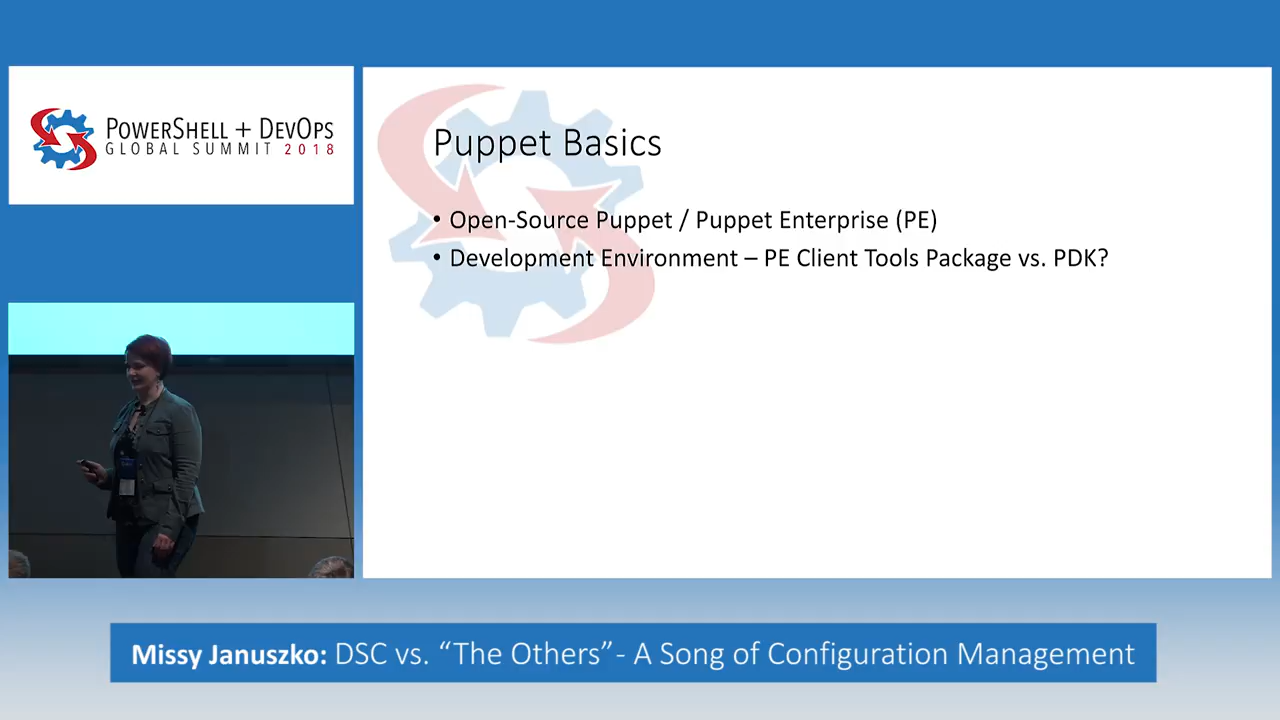 POWERSHELL + DEVOPS
GLOBAL SUMMIT 2018
Puppet Basics
• Open-Source Puppet / Puppet Enterprise (PE)
• Development Environment – PE Client Tools Package vs. PDK?
Missy Januszko: DSC vs. “The Others”- A Song of Configuration Management